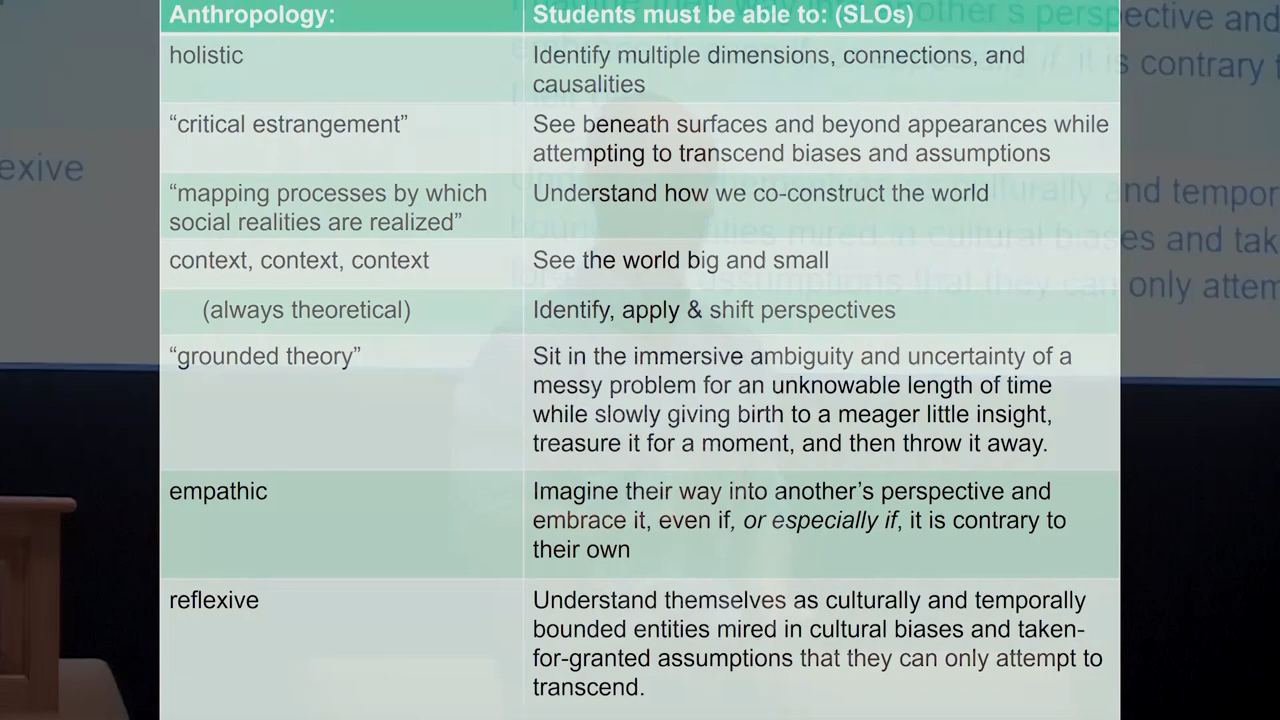 Anthropology:
Students must be able to: (SLOs)
holistic
Identify multiple dimensions, connections, and
causalities
“critical estrangement”
See beneath surfaces and beyond appearances while
attempting to transcend biases and assumptions
“mapping processes by which
social realities are realized”
Understand how we co-construct the world
context, context, context
See the world big and small
(always theoretical)
Identify, apply & shift perspectives
“grounded theory”
Sit in the immersive ambiguity and uncertainty of a
messy problem for an unknowable length of time
while slowly giving birth to a meager little insight,
treasure it for a moment, and then throw it away.
empathic
Imagine their way into another’s perspective and
embrace it, even if, or especially if, it is contrary to
their own
reflexive
Understand themselves as culturally and temporally
bounded entities mired in cultural biases and taken-
for-granted assumptions that they can only attempt to
transcend.